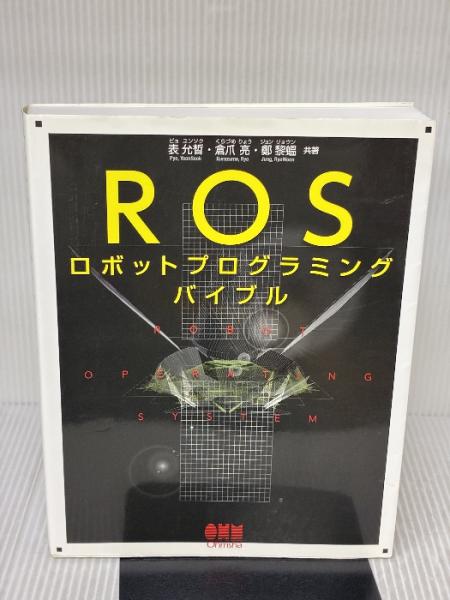 ピョ ユンソク くらづめ りょう ジョン リョウン
表 允晳・倉爪 亮・鄭 黎蝹 共著
Pyo, YoonSeok Kurazume, Ryo Jung, RyuWoon
ROS
ロボットプログラミング
バイブル
ROBOT
OPERATING
SYSTEM
OHM
Ohmsha